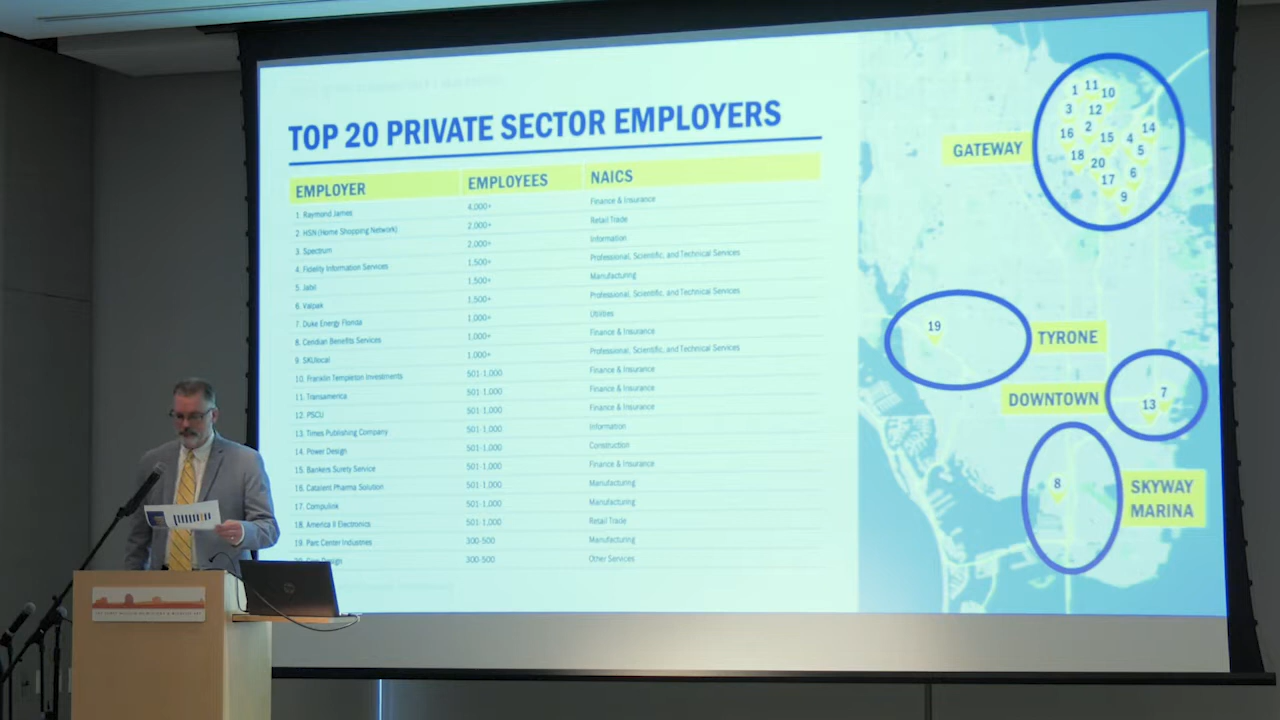 TOP 20 PRIVATE SECTOR EMPLOYERS
EMPLOYER EMPLOYEES NAICS
1. Raymond James 4,000+ Finance & Insurance
2. HSN (Home Shopping Network) 2,000+ Retail Trade
3. Spectrum 2,000+ Information
4. Fidelity Information Services 1,500+ Professional, Scientific, and Technical Services
5. Jabil 1,500+ Manufacturing
6. Valpak 1,500+ Professional, Scientific, and Technical Services
7. Duke Energy Florida 1,000+ Utilities
8. Cendian Benefits Services 1,000+ Finance & Insurance
9. SKUlocal 1,000+ Professional, Scientific, and Technical Services
10. Franklin Templeton Investments 501-1,000 Finance & Insurance
11. Transamerica 501-1,000 Finance & Insurance
12. PSCU 501-1,000 Finance & Insurance
13. Times Publishing Company 501-1,000 Information
14. Power Design 501-1,000 Construction
15. Bankers Surety Service 501-1,000 Finance & Insurance
16. Catalent Pharma Solution 501-1,000 Manufacturing
17. Compulink 501-1,000 Manufacturing
18. America II Electronics 501-1,000 Retail Trade
19. Parc Center Industries 300-500 Manufacturing
Design 300-500 Other Services
GATEWAY
1 11 10
3 12
16 2 15 4 14
18 20 5
17 6
9
19
TYRONE
DOWNTOWN
13 7
8
SKYWAY
MARINA
hp